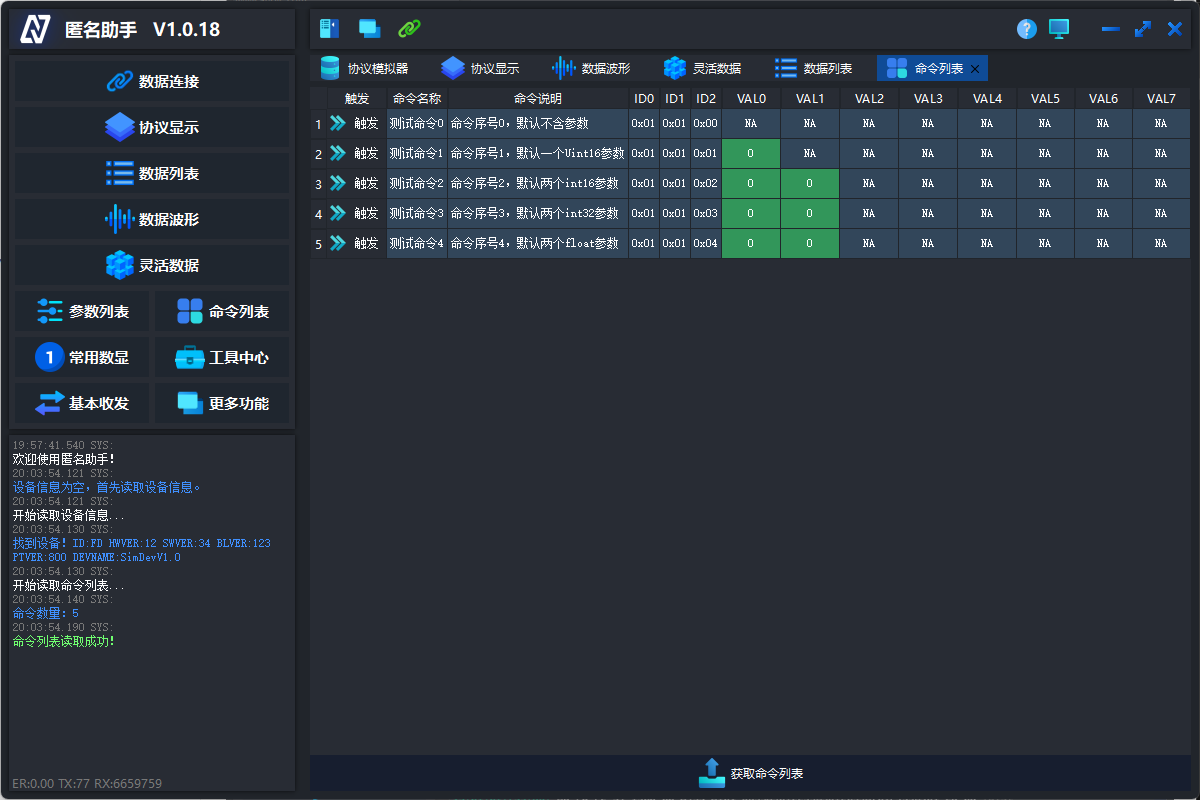 匿名助手 V1.0.18
数据连接
协议显示
数据列表
数据波形
灵活数据
参数列表 命令列表
1 常用数显 工具中心
基本收发 更多功能
19:57:41.540 SYS:
欢迎使用匿名助手!
20:03:54.121 SYS:
设备信息为空，首先读取设备信息。
20:03:54.121 SYS:
开始读取设备信息...
20:03:54.130 SYS:
找到设备! ID:FD HWVER:12 SWVER:34 BLVER:123
PTVER:800 DEVNAME:SimDevV1.0
20:03:54.130 SYS:
开始读取命令列表...
20:03:54.140 SYS:
命令数量: 5
20:03:54.190 SYS:
命令列表读取成功!
ER:0.00 TX:77 RX:6659759
?
协议模拟器 协议显示 数据波形 灵活数据 数据列表 命令列表
触发 命令名称 命令说明 ID0 ID1 ID2 VAL0 VAL1 VAL2 VAL3 VAL4 VAL5 VAL6 VAL7
1 触发 测试命令0 命令序号0，默认不含参数 0x01 0x01 0x00 NA NA NA NA NA NA NA NA
2 触发 测试命令1 命令序号1，默认一个Uint16参数 0x01 0x01 0x01 0 NA NA NA NA NA NA NA
3 触发 测试命令2 命令序号2，默认两个int16参数 0x01 0x01 0x02 0 0 NA NA NA NA NA NA
4 触发 测试命令3 命令序号3，默认两个int32参数 0x01 0x01 0x03 0 0 NA NA NA NA NA NA
5 触发 测试命令4 命令序号4，默认两个float参数 0x01 0x01 0x04 0 0 NA NA NA NA NA NA
获取命令列表